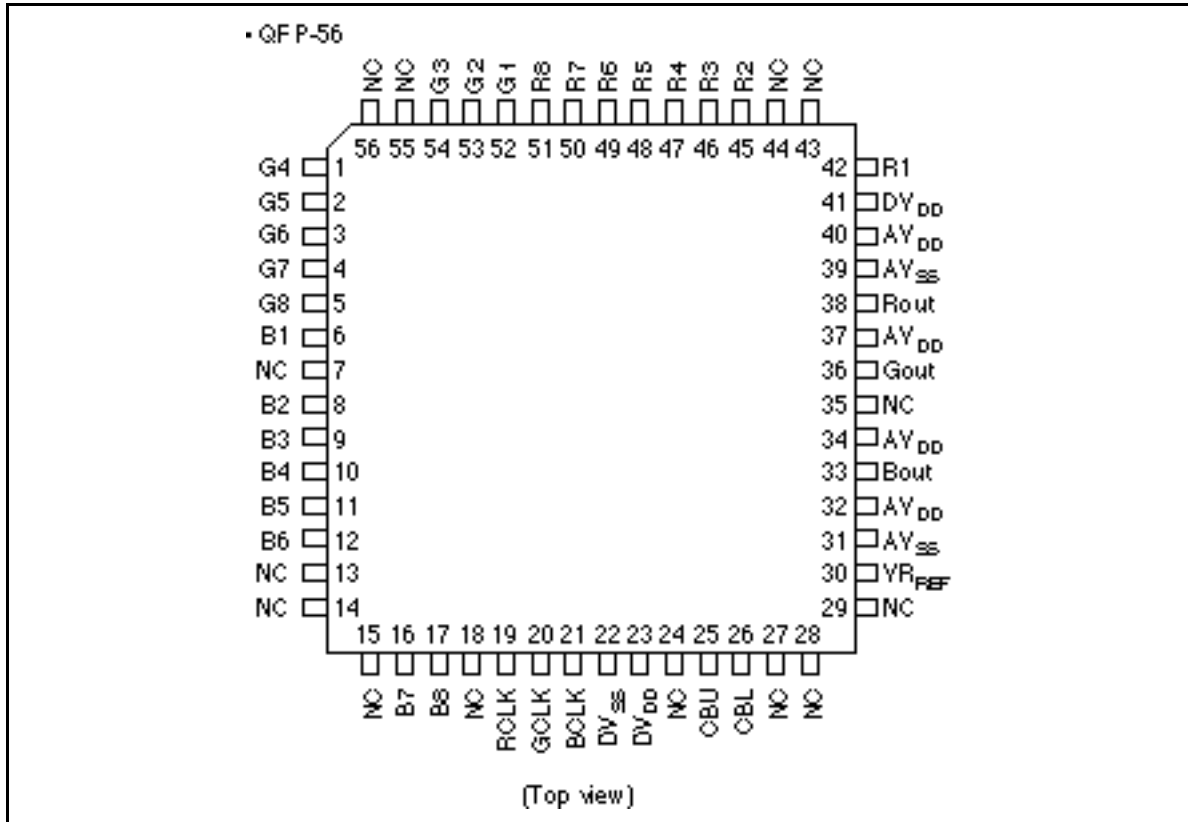 • QFP-56
NC NC G3 G2 G1 R8 R7 R6 R5 R4 R3 R2 NC NC
56 55 54 53 52 51 50 49 48 47 46 45 44 43
G4 1 42 R1
G5 2 41 DVDD
G6 3 40 AVDD
G7 4 39 AVSS
G8 5 38 Rout
B1 6 37 AVDD
NC 7 36 Gout
B2 8 35 NC
B3 9 34 AVDD
B4 10 33 Bout
B5 11 32 AVDD
B6 12 31 AVSS
NC 13 30 VRREF
NC 14 29 NC
15 16 17 18 19 20 21 22 23 24 25 26 27 28
NC B7 B8 NC RCLK GCLK BCLK DVSS DVDD NC CBU CBL NC NC
(Top view)